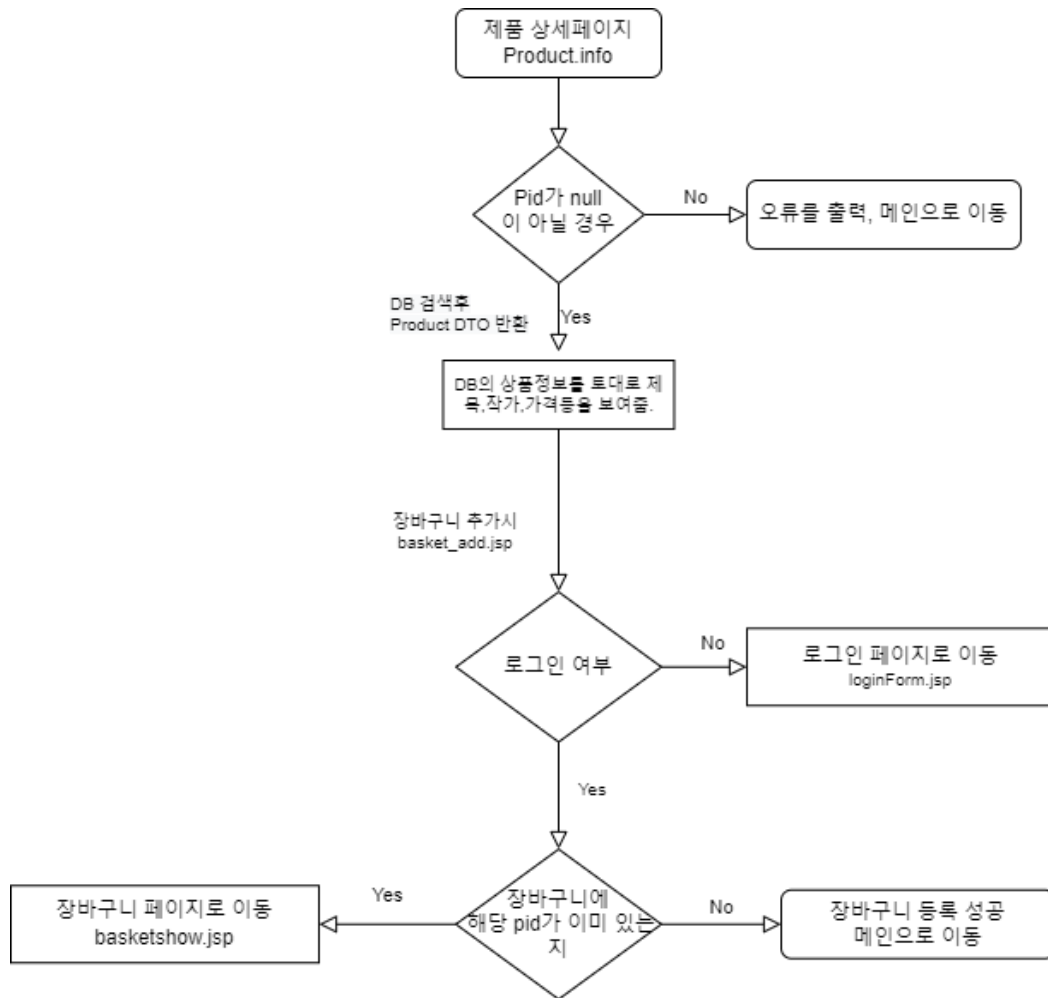 제품 상세페이지
Product.info
Pid가 null
이 아닐 경우
No
오류를 출력, 메인으로 이동
DB 검색후
Product DTO 반환
Yes
DB의 상품정보를 토대로 제
목,작가,가격등을 보여줌.
장바구니 추가시
basket_add.jsp
로그인 여부
No
로그인 페이지로 이동
loginForm.jsp
Yes
장바구니에
해당 pid가 이미 있는
지
Yes
장바구니 페이지로 이동
basketshow.jsp
No
장바구니 등록 성공
메인으로 이동